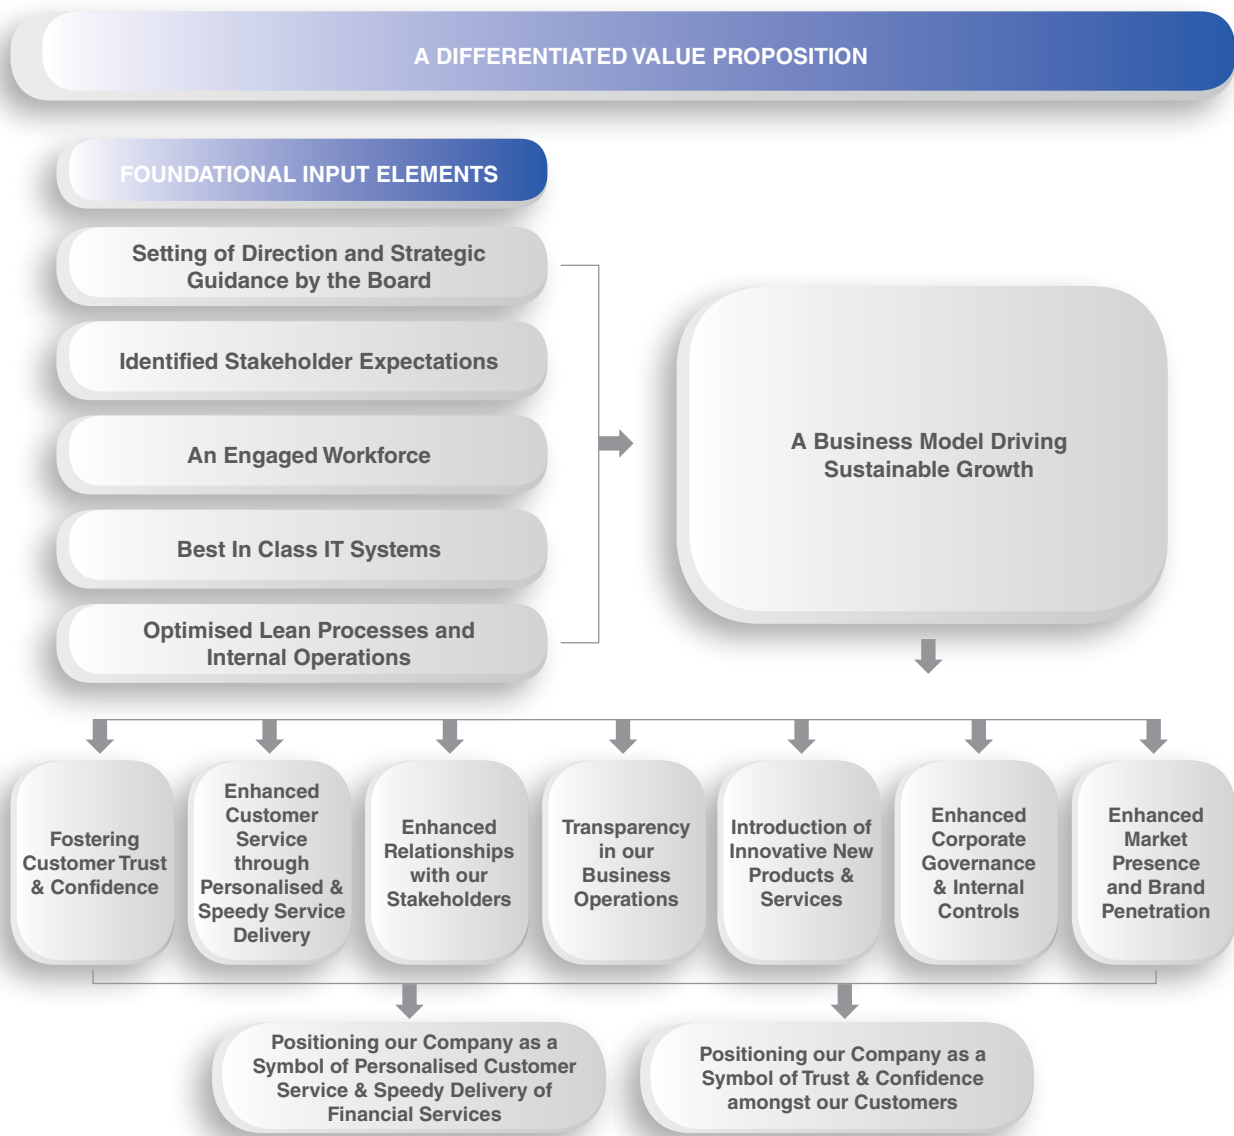 A DIFFERENTIATED VALUE PROPOSITION
FOUNDATIONAL INPUT ELEMENTS
Setting of Direction and Strategic
Guidance by the Board
Identified Stakeholder Expectations
An Engaged Workforce
Best In Class IT Systems
Optimised Lean Processes and
Internal Operations
A Business Model Driving
Sustainable Growth
Fostering
Customer Trust
& Confidence
Enhanced
Customer
Service
through
Personalised &
Speedy Service
Delivery
Enhanced
Relationships
with our
Stakeholders
Transparency
in our
Business
Operations
Introduction of
Innovative New
Products &
Services
Enhanced
Corporate
Governance
& Internal
Controls
Enhanced
Market
Presence
and Brand
Penetration
Positioning our Company as a
Symbol of Personalised Customer
Service & Speedy Delivery of
Financial Services
Positioning our Company as a
Symbol of Trust & Confidence
amongst our Customers